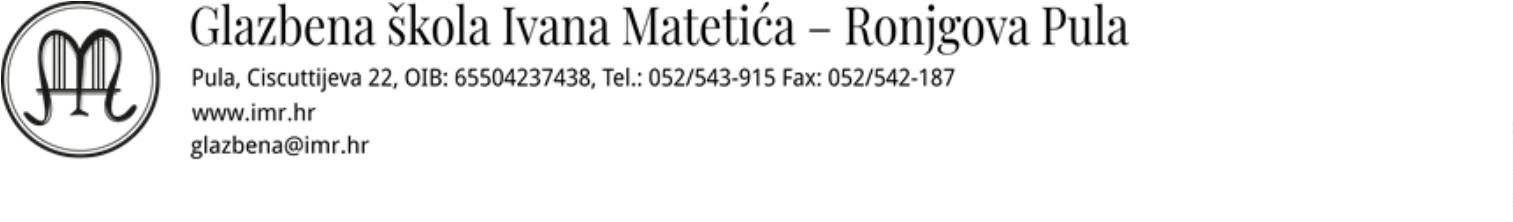 Glazbena škola Ivana Matetića – Ronjgova Pula
Pula, Ciscuttijeva 22, OIB: 65504237438, Tel.: 052/543-915 Fax: 052/542-187
www.imr.hr
glazbena@imr.hr